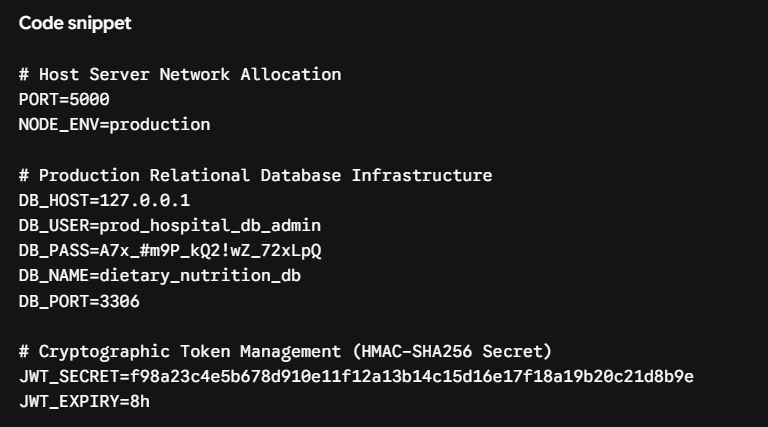 Code snippet
# Host Server Network Allocation
PORT=5000
NODE_ENV=production
# Production Relational Database Infrastructure
DB_HOST=127.0.0.1
DB_USER=prod_hospital_db_admin
DB_PASS=A7x_#m9P_kQ2!wZ_72xLpQ
DB_NAME=dietary_nutrition_db
DB_PORT=3306
# Cryptographic Token Management (HMAC-SHA256 Secret)
JWT_SECRET=f98a23c4e5b678d910e11f12a13b14c15d16e17f18a19b20c21d8b9e
JWT_EXPIRY=8h